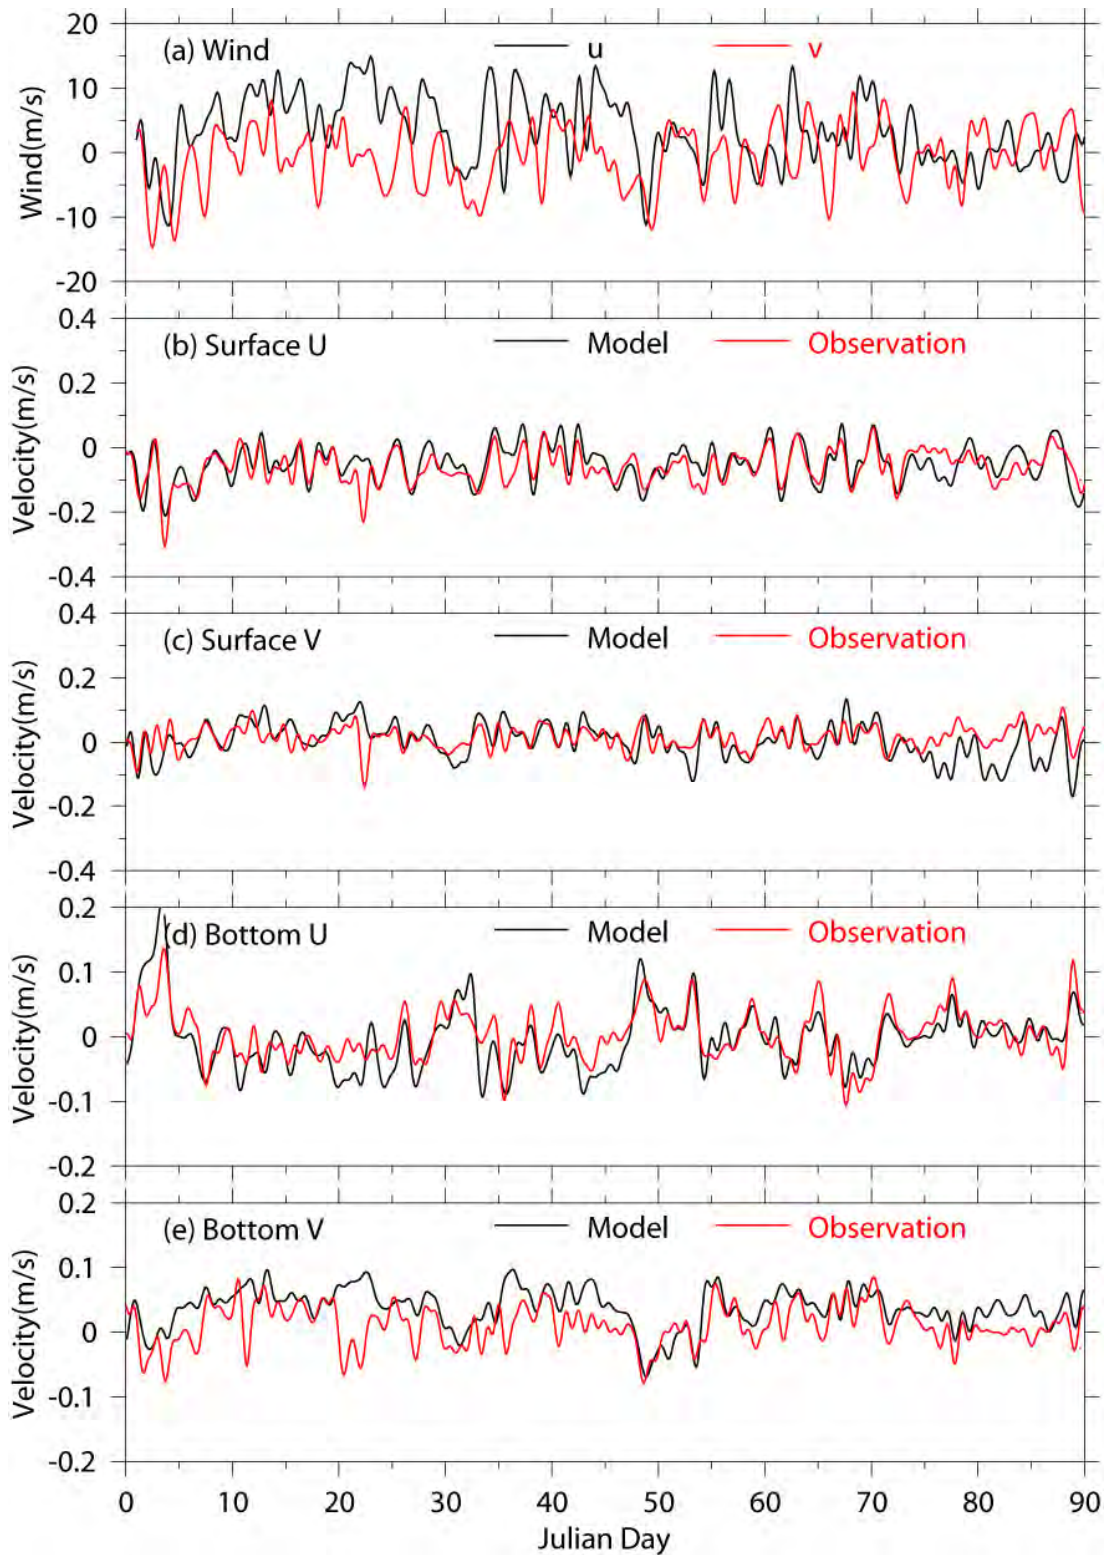 (a) Wind u v
20
10
0
-10
-20
Wind(m/s)
(b) Surface U Model Observation
0.4
0.2
0
-0.2
-0.4
Velocity(m/s)
(c) Surface V Model Observation
0.4
0.2
0
-0.2
-0.4
Velocity(m/s)
(d) Bottom U Model Observation
0.2
0.1
0
-0.1
-0.2
Velocity(m/s)
(e) Bottom V Model Observation
0.2
0.1
0
-0.1
-0.2
Velocity(m/s)
0 10 20 30 40 50 60 70 80 90
Julian Day